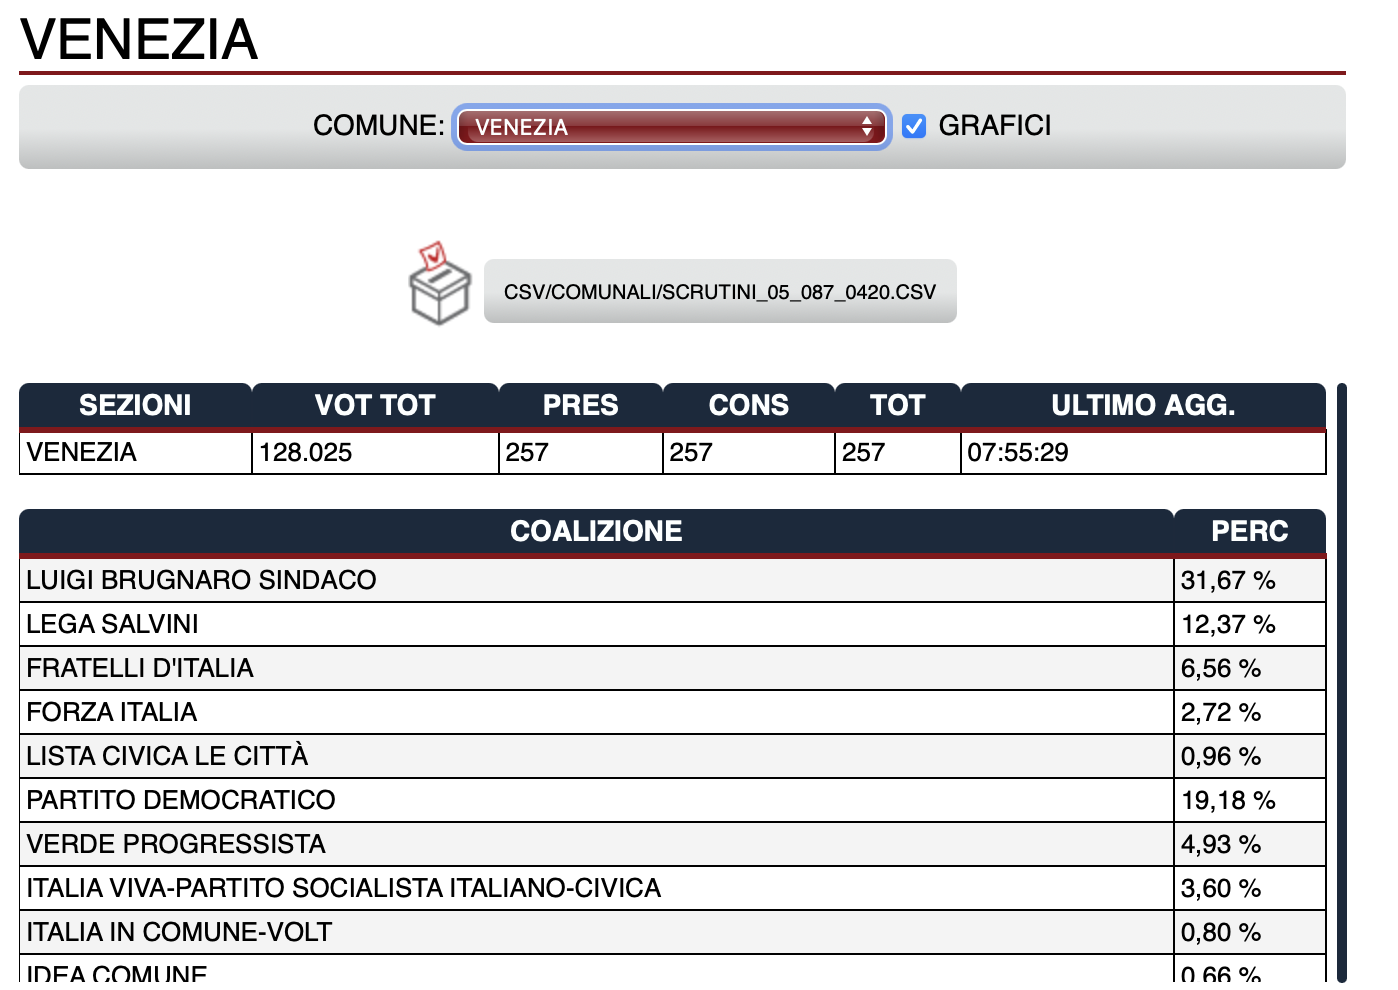 VENEZIA
COMUNE: VENEZIA GRAFICI
CSV/COMUNALI/SCRUTINI_05_087_0420.CSV
SEZIONI VOT TOT PRES CONS TOT ULTIMO AGG.
VENEZIA 128.025 257 257 257 07:55:29
COALIZIONE PERC
LUIGI BRUGNARO SINDACO 31,67 %
LEGA SALVINI 12,37 %
FRATELLI D'ITALIA 6,56 %
FORZA ITALIA 2,72 %
LISTA CIVICA LE CITTÀ 0,96 %
PARTITO DEMOCRATICO 19,18 %
VERDE PROGRESSISTA 4,93 %
ITALIA VIVA-PARTITO SOCIALISTA ITALIANO-CIVICA 3,60 %
ITALIA IN COMUNE-VOLT 0,80 %
IDEA COMUNE 0,66 %